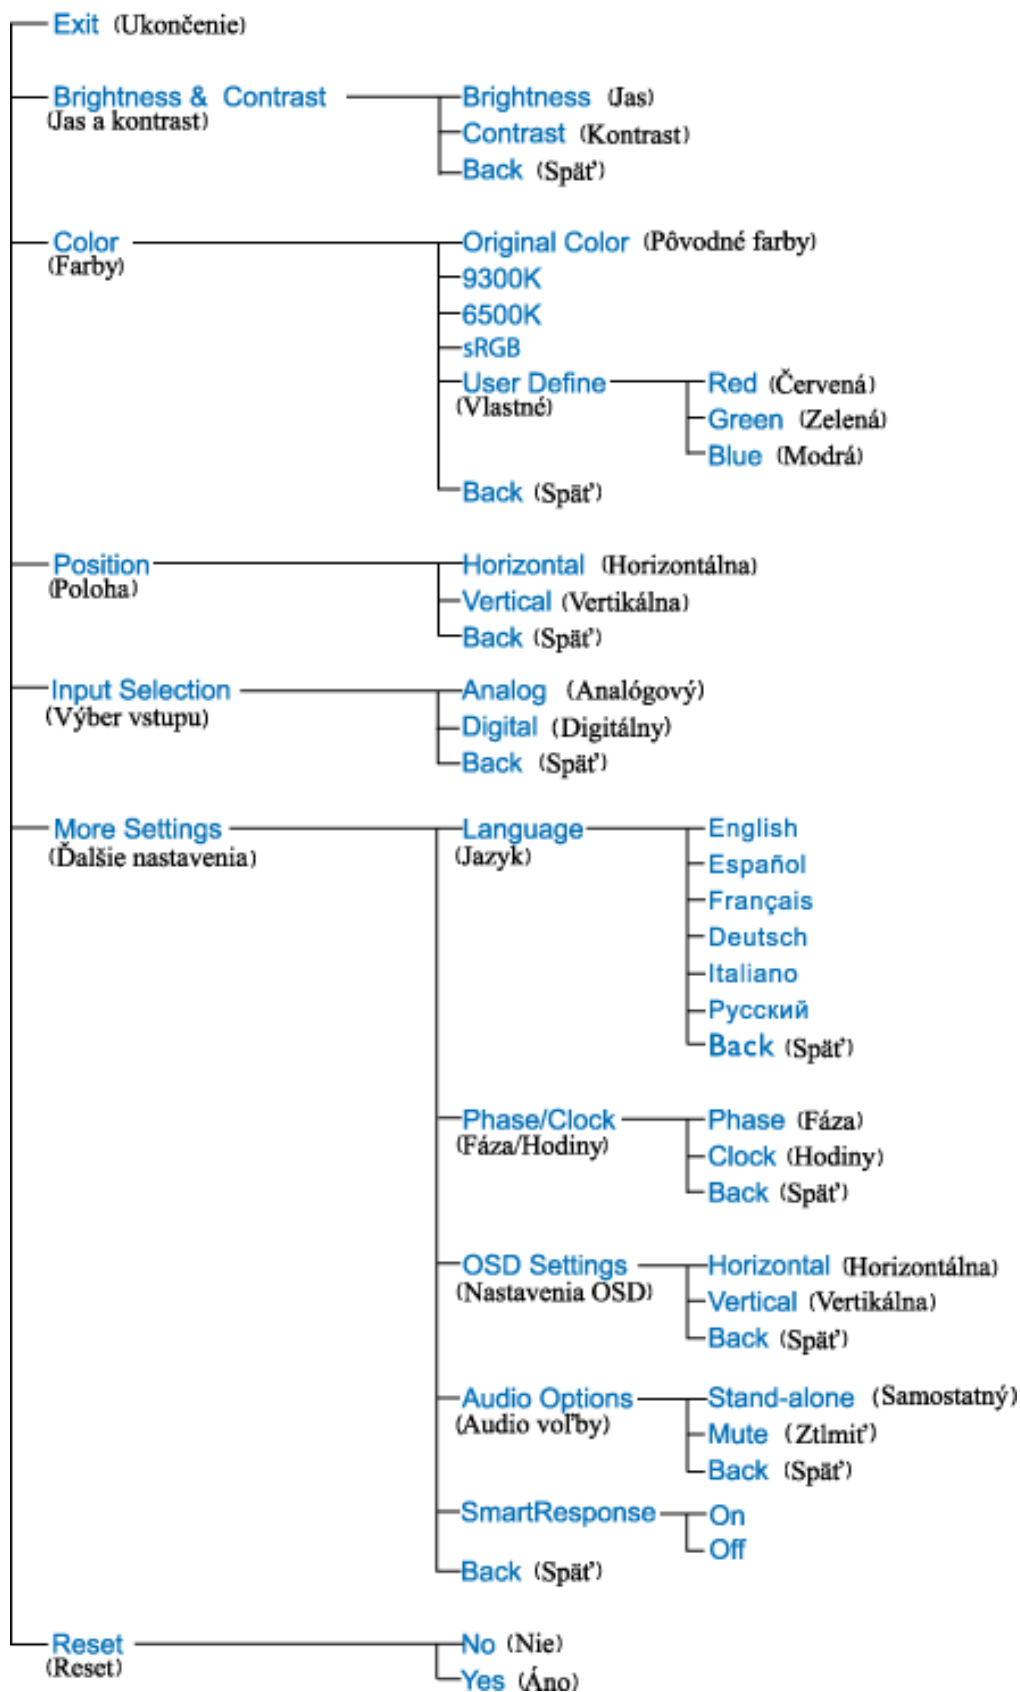 Exit (Ukončenie)
Brightness & Contrast
(Jas a kontrast)
Brightness (Jas)
Contrast (Kontrast)
Back (Späť)
Color
(Farby)
Original Color (Pôvodné farby)
9300K
6500K
sRGB
User Define
(Vlastné)
Red (Červená)
Green (Zelená)
Blue (Modrá)
Back (Späť)
Position
(Poloha)
Horizontal (Horizontálna)
Vertical (Vertikálna)
Back (Späť)
Input Selection
(Výber vstupu)
Analog (Analógový)
Digital (Digitálny)
Back (Späť)
More Settings
(Ďalšie nastavenia)
Language
(Jazyk)
English
Español
Français
Deutsch
Italiano
Русский
Back (Späť)
Phase/Clock
(Fáza/Hodiny)
Phase (Fáza)
Clock (Hodiny)
Back (Späť)
OSD Settings
(Nastavenia OSD)
Horizontal (Horizontálna)
Vertical (Vertikálna)
Back (Späť)
Audio Options
(Audio voľby)
Stand-alone (Samostatný)
Mute (Ztlmiť)
Back (Späť)
SmartResponse
On
Off
Back (Späť)
Reset
(Reset)
No (Nie)
Yes (Áno)